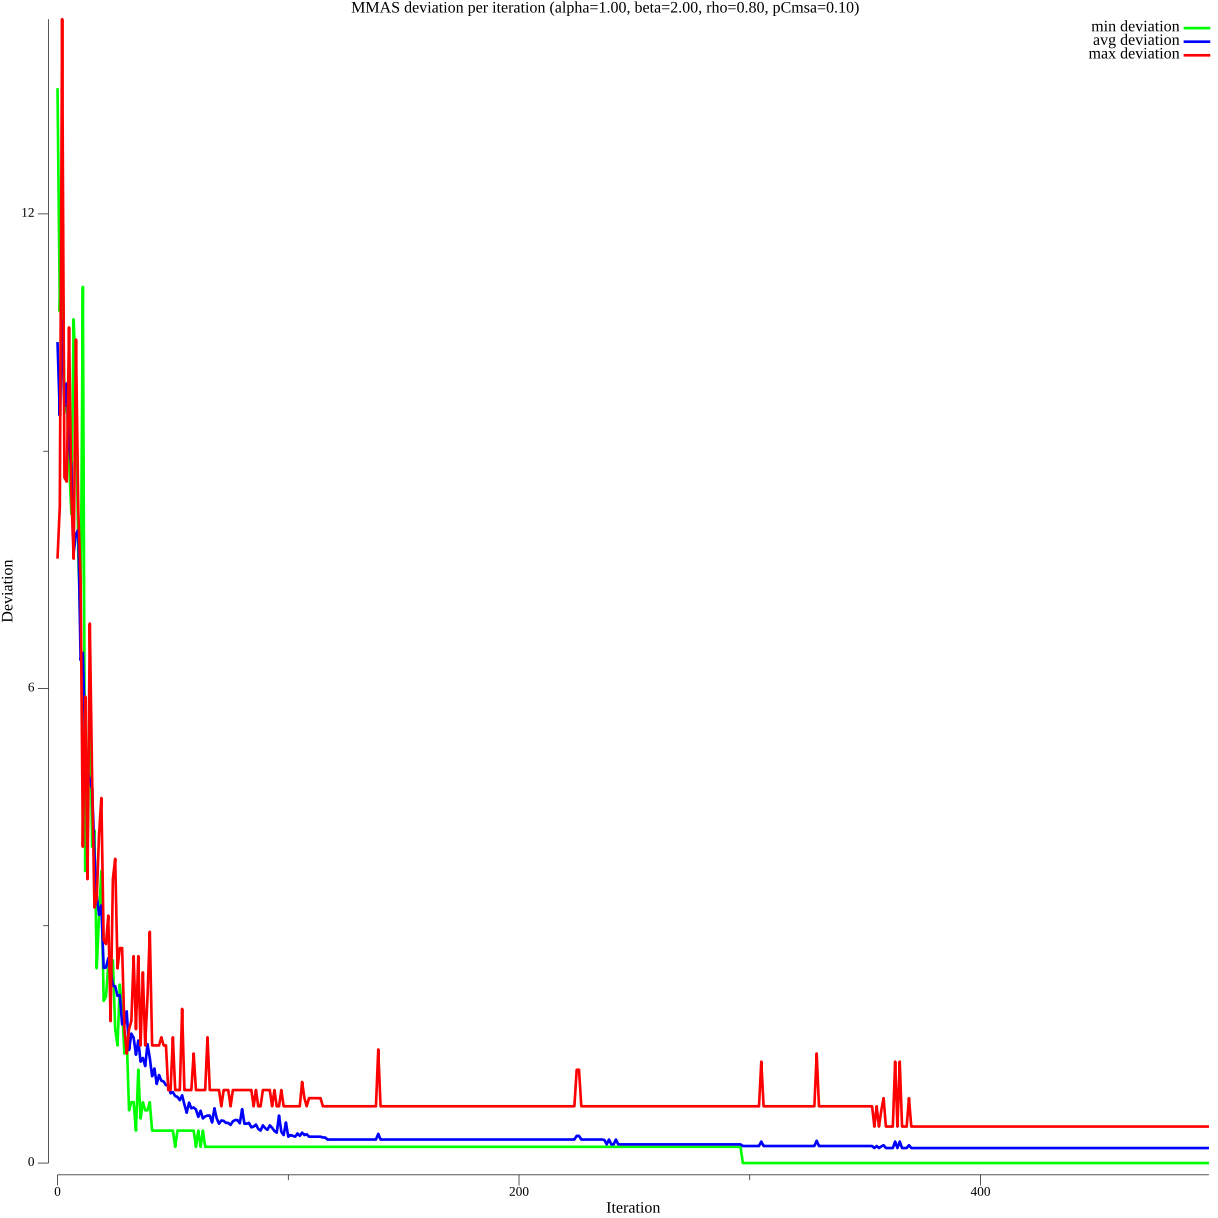 MMAS deviation per iteration (alpha=1.00, beta=2.00, rho=0.80, pCmsa=0.10)
min deviation
avg deviation
max deviation
12
6
0
Deviation
0
200
400
Iteration